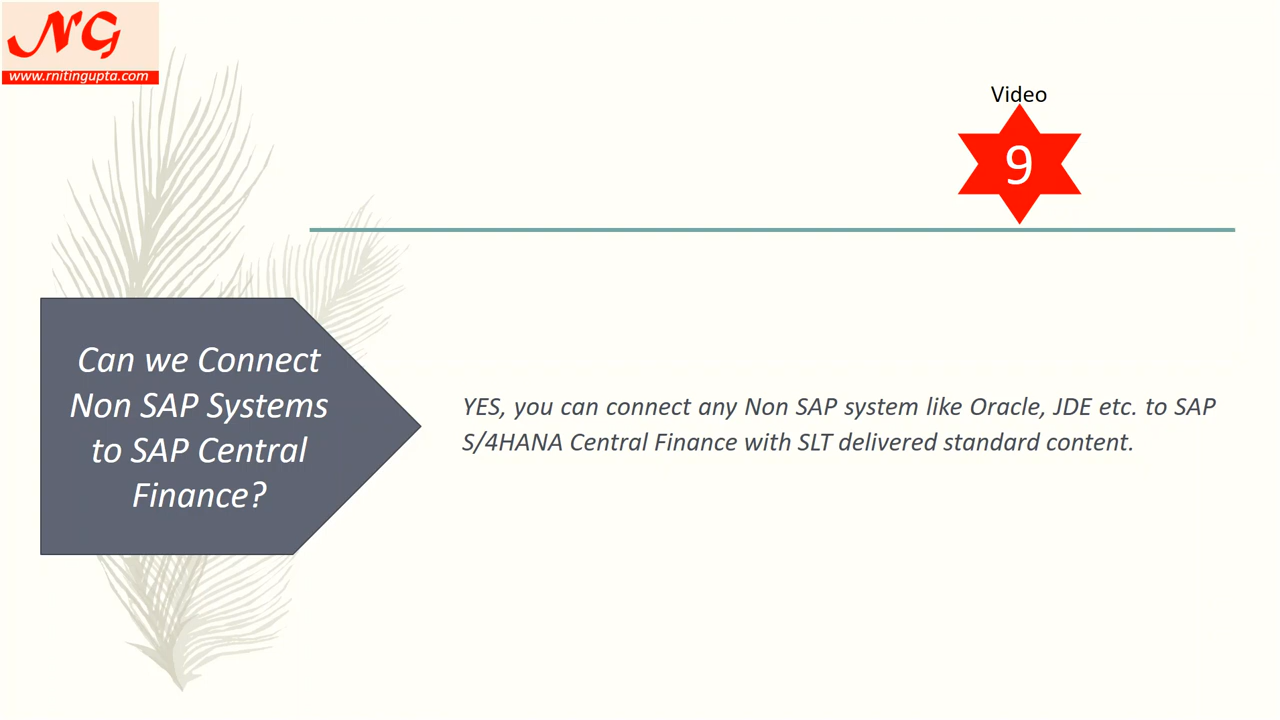 NG
www.rnitingupta.com
Video
9
Can we Connect
Non SAP Systems
to SAP Central
Finance?
YES, you can connect any Non SAP system like Oracle, JDE etc. to SAP
S/4HANA Central Finance with SLT delivered standard content.